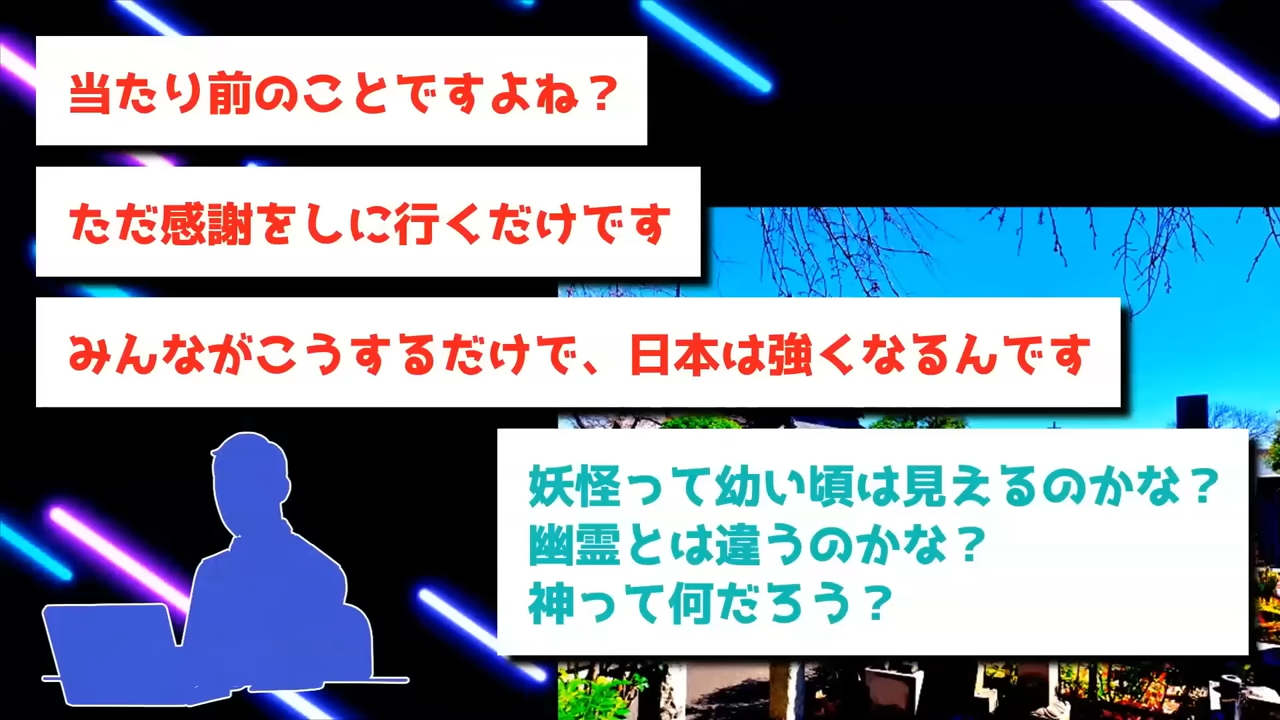 当たり前のことですよね？
ただ感謝をしに行くだけです
みんながこうするだけで、日本は強くなるんです
妖怪って幼い頃は見えるのかな？
幽霊とは違うのかな？
神って何だろう？